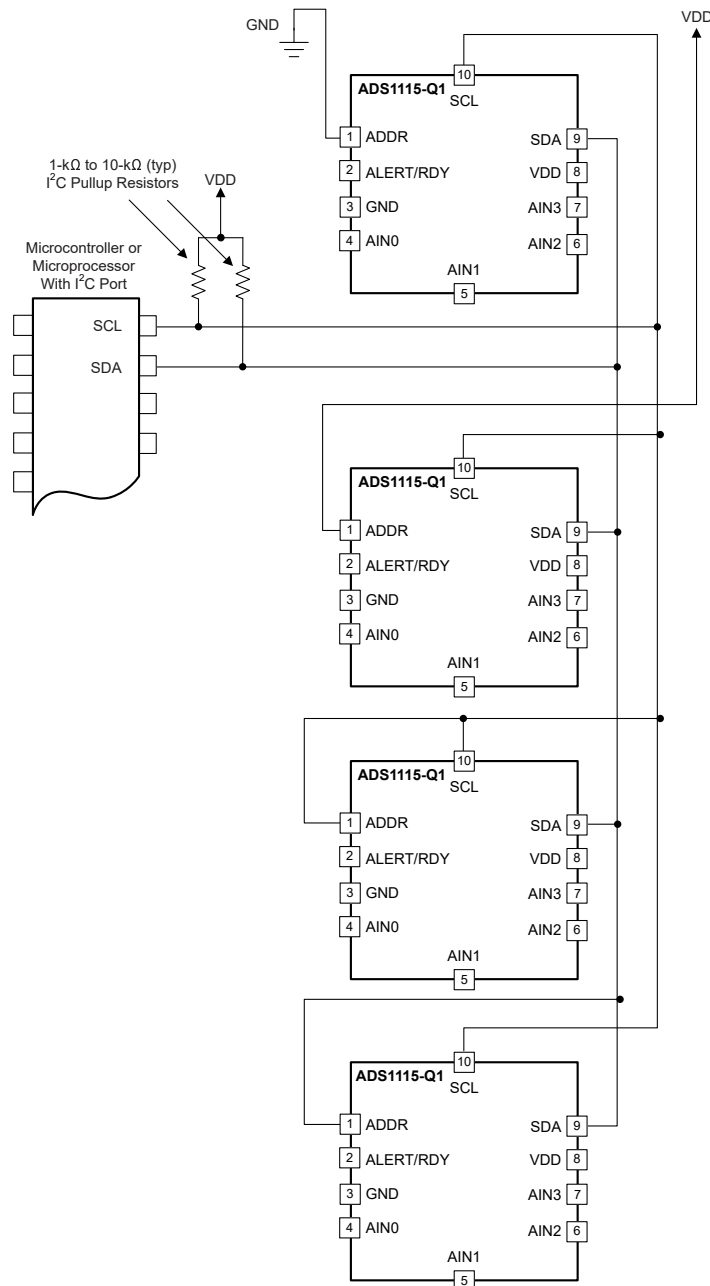 GND
VDD
10
ADS1115-Q1
SCL
1 ADDR
SDA 9
2 ALERT/RDY
VDD 8
3 GND
AIN3 7
4 AIN0
AIN2 6
AIN1
5
1-kΩ to 10-kΩ (typ)
I²C Pullup Resistors
VDD
Microcontroller or
Microprocessor
With I²C Port
SCL
SDA
10
ADS1115-Q1
SCL
1 ADDR
SDA 9
2 ALERT/RDY
VDD 8
3 GND
AIN3 7
4 AIN0
AIN2 6
AIN1
5
10
ADS1115-Q1
SCL
1 ADDR
SDA 9
2 ALERT/RDY
VDD 8
3 GND
AIN3 7
4 AIN0
AIN2 6
AIN1
5
10
ADS1115-Q1
SCL
1 ADDR
SDA 9
2 ALERT/RDY
VDD 8
3 GND
AIN3 7
4 AIN0
AIN2 6
AIN1
5